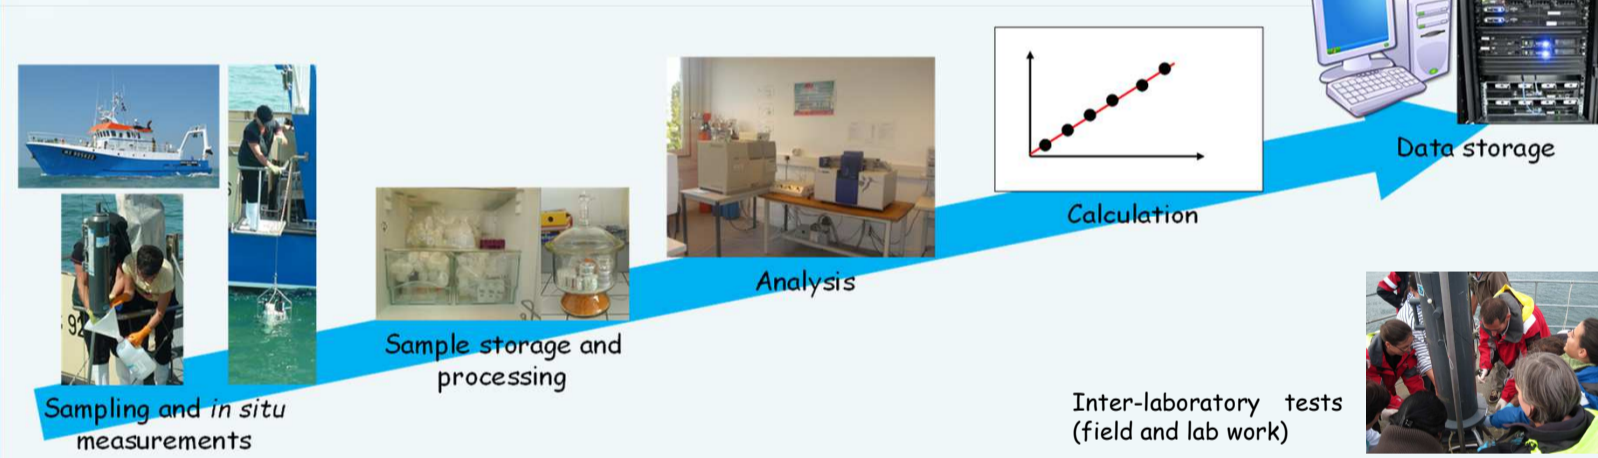 Sampling and in situ
measurements
Sample storage and
processing
Analysis
Calculation
Data storage
Inter-laboratory tests
(field and lab work)
92